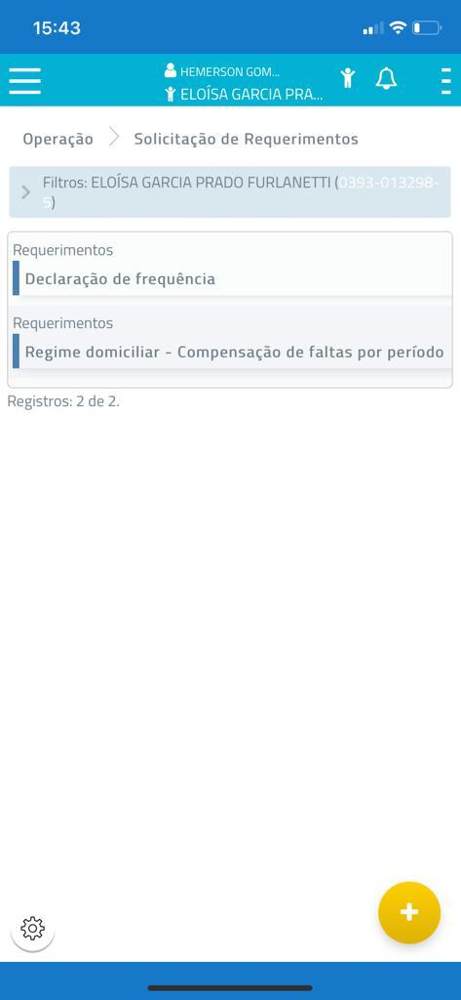 15:43
HEMERSON GOM...
ELOÍSA GARCIA PRA...
Operação
Solicitação de Requerimentos
Filtros: ELOÍSA GARCIA PRADO FURLANETTI (0393-013298-
5)
Requerimentos
Declaração de frequência
Requerimentos
Regime domiciliar - Compensação de faltas por período
Registros: 2 de 2.